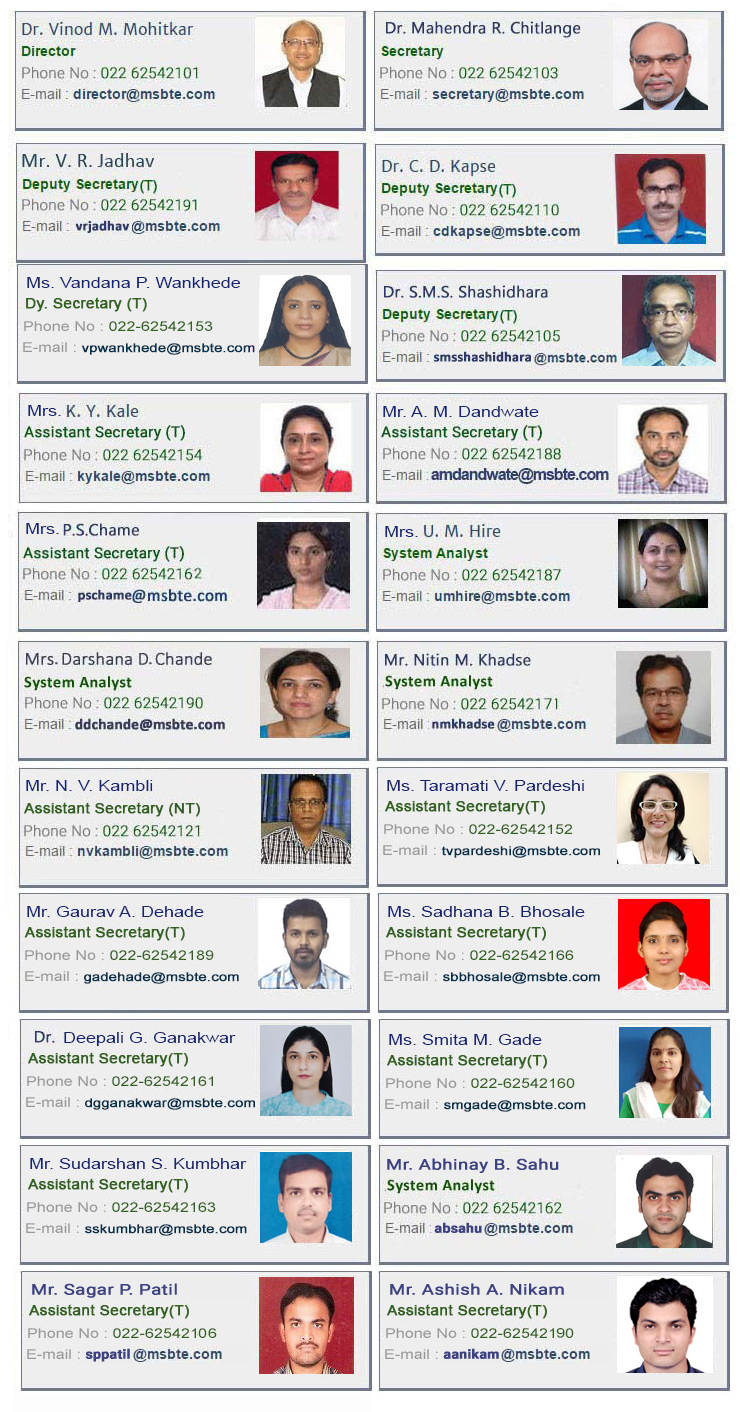 Dr. Vinod M. Mohitkar
Director
Phone No : 022 62542101
E-mail : director@msbte.com
Dr. Mahendra R. Chitlange
Secretary
Phone No : 022 62542103
E-mail : secretary@msbte.com
Mr. V. R. Jadhav
Deputy Secretary(T)
Phone No : 022 62542191
E-mail : vrjadhav@msbte.com
Dr. C. D. Kapse
Deputy Secretary(T)
Phone No : 022 62542110
E-mail : cdkapse@msbte.com
Ms. Vandana P. Wankhede
Dy. Secretary (T)
Phone No : 022-62542153
E-mail : vpwankhede@msbte.com
Dr. S.M.S. Shashidhara
Deputy Secretary(T)
Phone No : 022 62542105
E-mail : smsshashidhara@msbte.com
Mrs. K. Y. Kale
Assistant Secretary (T)
Phone No : 022 62542154
E-mail : kykale@msbte.com
Mr. A. M. Dandwate
Assistant Secretary (T)
Phone No : 022 62542188
E-mail : amdandwate@msbte.com
Mrs. P.S.Chame
Assistant Secretary (T)
Phone No : 022 62542162
E-mail : pschame@msbte.com
Mrs. U. M. Hire
System Analyst
Phone No : 022 62542187
E-mail : umhire@msbte.com
Mrs. Darshana D. Chande
System Analyst
Phone No : 022 62542190
E-mail : ddchande@msbte.com
Mr. Nitin M. Khadse
System Analyst
Phone No : 022 62542171
E-mail : nmkhadse@msbte.com
Mr. N. V. Kambli
Assistant Secretary (NT)
Phone No : 022 62542121
E-mail : nvkambli@msbte.com
Ms. Taramati V. Pardeshi
Assistant Secretary(T)
Phone No : 022-62542152
E-mail : tvpardeshi@msbte.com
Mr. Gaurav A. Dehade
Assistant Secretary(T)
Phone No : 022-62542189
E-mail : gadehade@msbte.com
Ms. Sadhana B. Bhosale
Assistant Secretary(T)
Phone No : 022-62542166
E-mail : sbbhosale@msbte.com
Dr. Deepali G. Ganakwar
Assistant Secretary(T)
Phone No : 022-62542161
E-mail : dgganakwar@msbte.com
Ms. Smita M. Gade
Assistant Secretary(T)
Phone No : 022-62542160
E-mail : smgade@msbte.com
Mr. Sudarshan S. Kumbhar
Assistant Secretary(T)
Phone No : 022-62542163
E-mail : sskumbhar@msbte.com
Mr. Abhinay B. Sahu
System Analyst
Phone No : 022 62542162
E-mail : absahu@msbte.com
Mr. Sagar P. Patil
Assistant Secretary(T)
Phone No : 022-62542106
E-mail : sppatil@msbte.com
Mr. Ashish A. Nikam
Assistant Secretary(T)
Phone No : 022-62542190
E-mail : aanikam@msbte.com